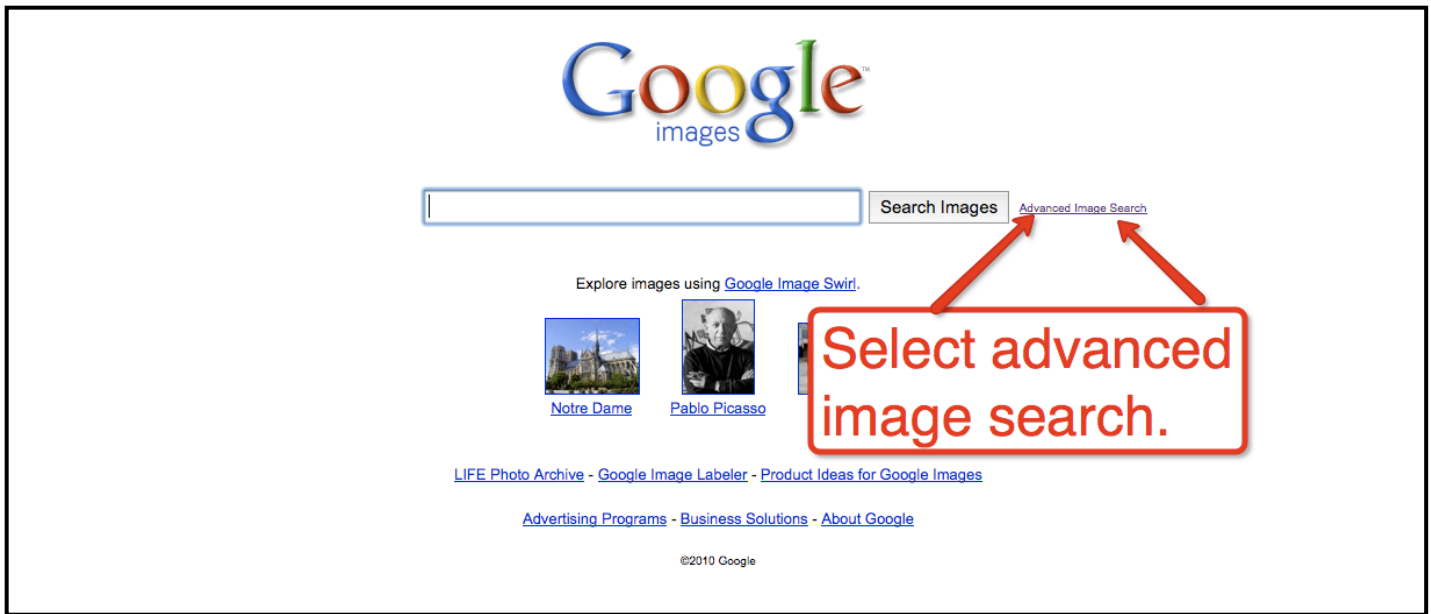 Google™
images
Search Images Advanced Image Search
Explore images using Google Image Swirl.
Select advanced
image search.
Notre Dame Pablo Picasso
LIFE Photo Archive - Google Image Labeler - Product Ideas for Google Images
Advertising Programs - Business Solutions - About Google
©2010 Google